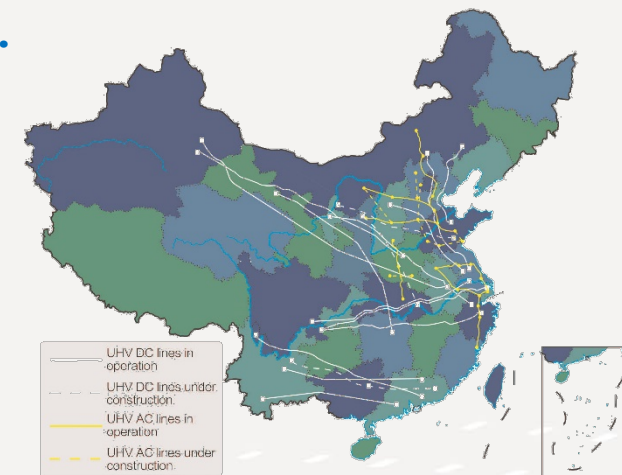 UHV DC lines in
operation
UHV DC lines under
construction
UHV AC lines in
operation
UHV AC lines under
construction